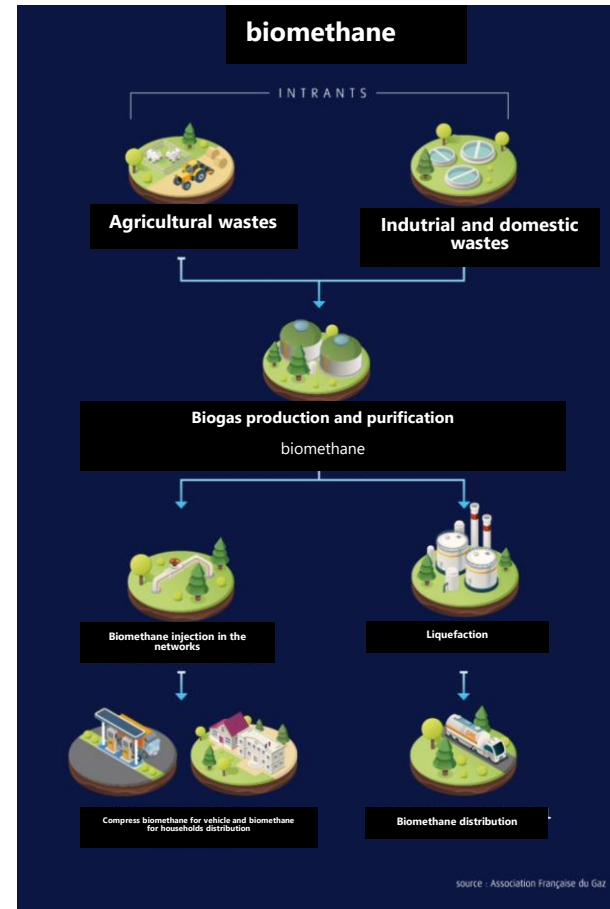 biomethane
INTRANTS
Agricultural wastes
Indutrial and domestic
wastes
Biogas production and purification
biomethane
Biomethane injection in the
networks
Liquefaction
Compress biomethane for vehicle and biomethane
for households distribution
Biomethane distribution
source : Association Française du Gaz